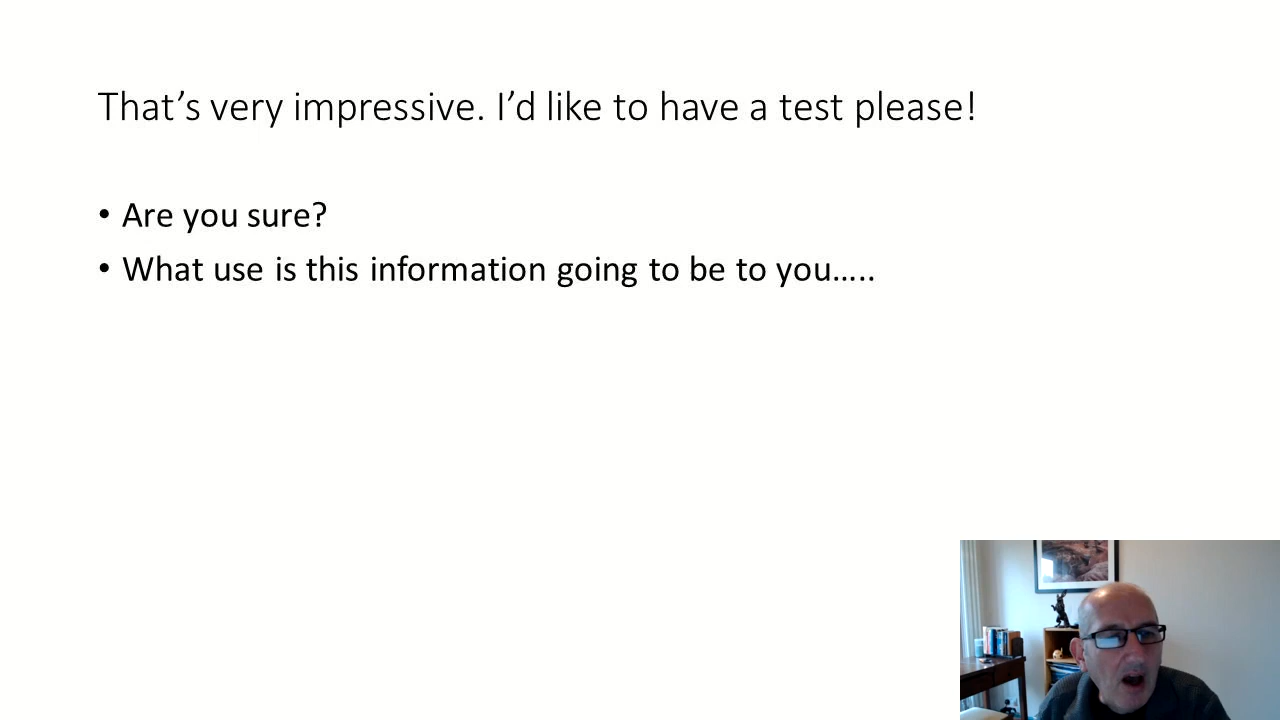 That’s very impressive. I’d like to have a test please!
• Are you sure?
• What use is this information going to be to you…..